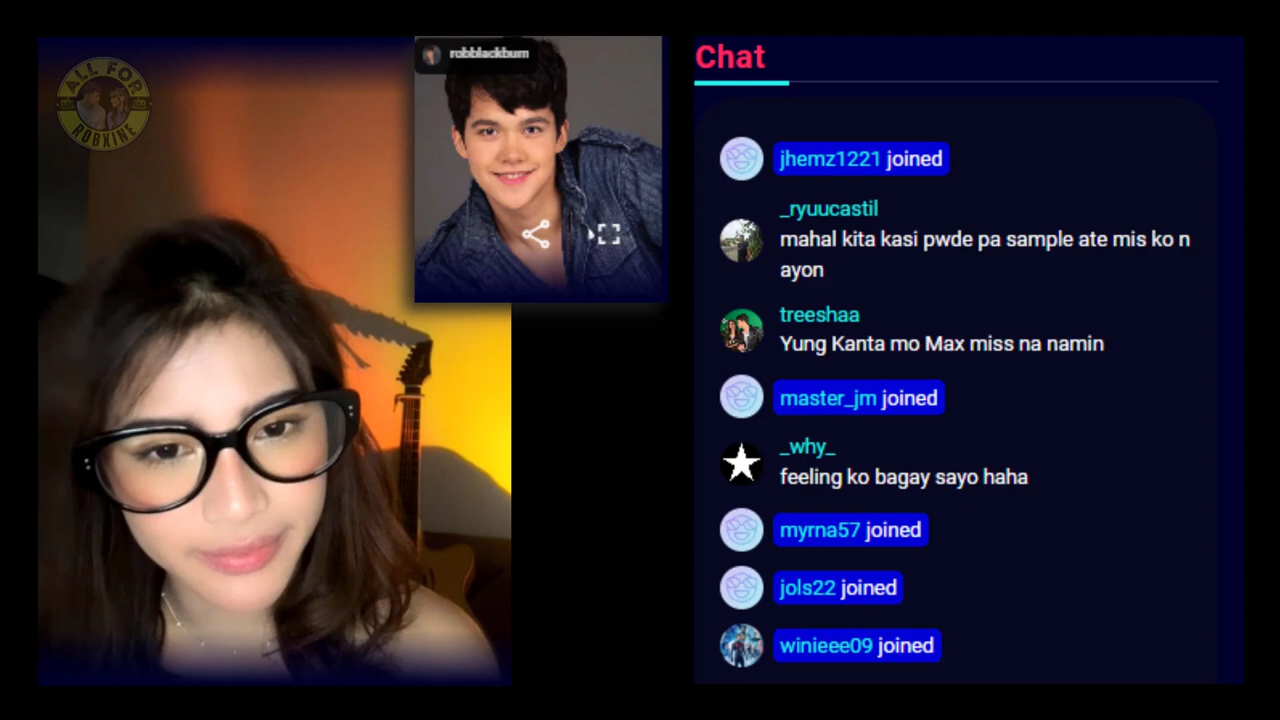 ALL FOR
ROBXINE
robblackburn
Chat
jhemz1221 joined
_ryuucastil
mahal kita kasi pwde pa sample ate mis ko n
ayon
treeshaa
Yung Kanta mo Max miss na namin
master_jm joined
_why_
feeling ko bagay sayo haha
myrna57 joined
jols22 joined
winieee09 joined